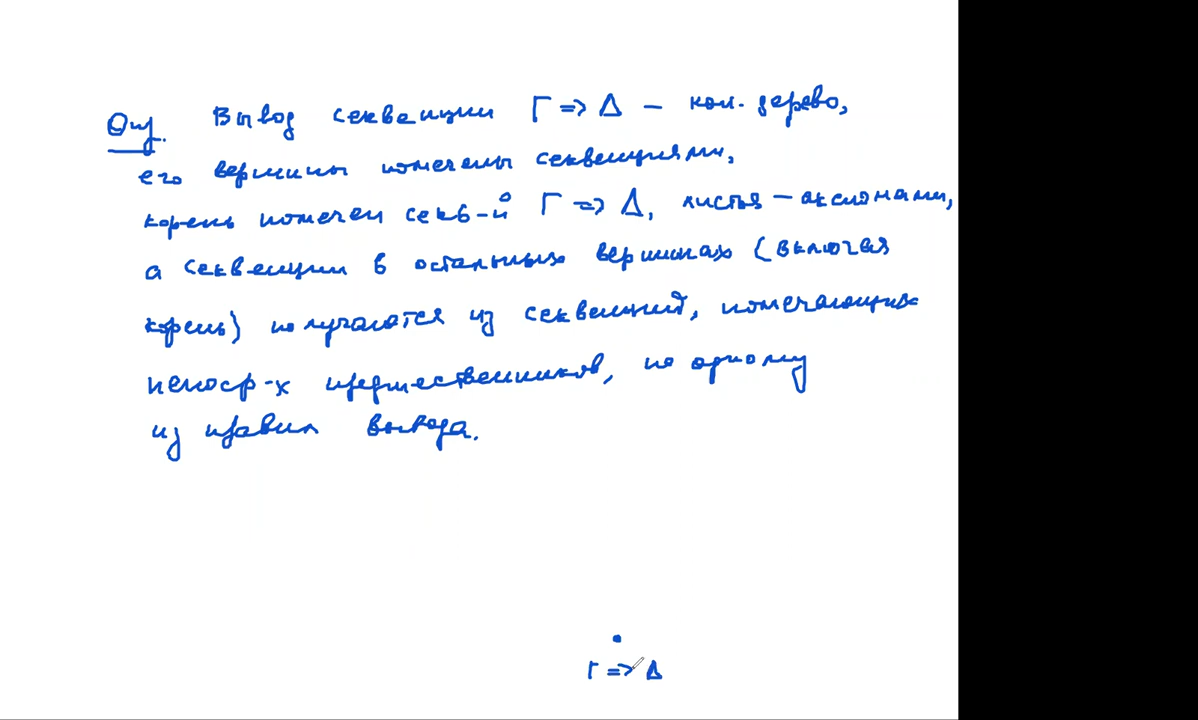 Опр. Вывод секвенции Γ => Δ – кон. дерево,
его вершины помечены секвенциями,
корень помечен секв-й Γ => Δ, листья – аксиомами,
а секвенции в остальных вершинах (включая
корень) получаются из секвенций, помечающих
непоср-х предшественников, по одному
из правил вывода.
Γ => Δ